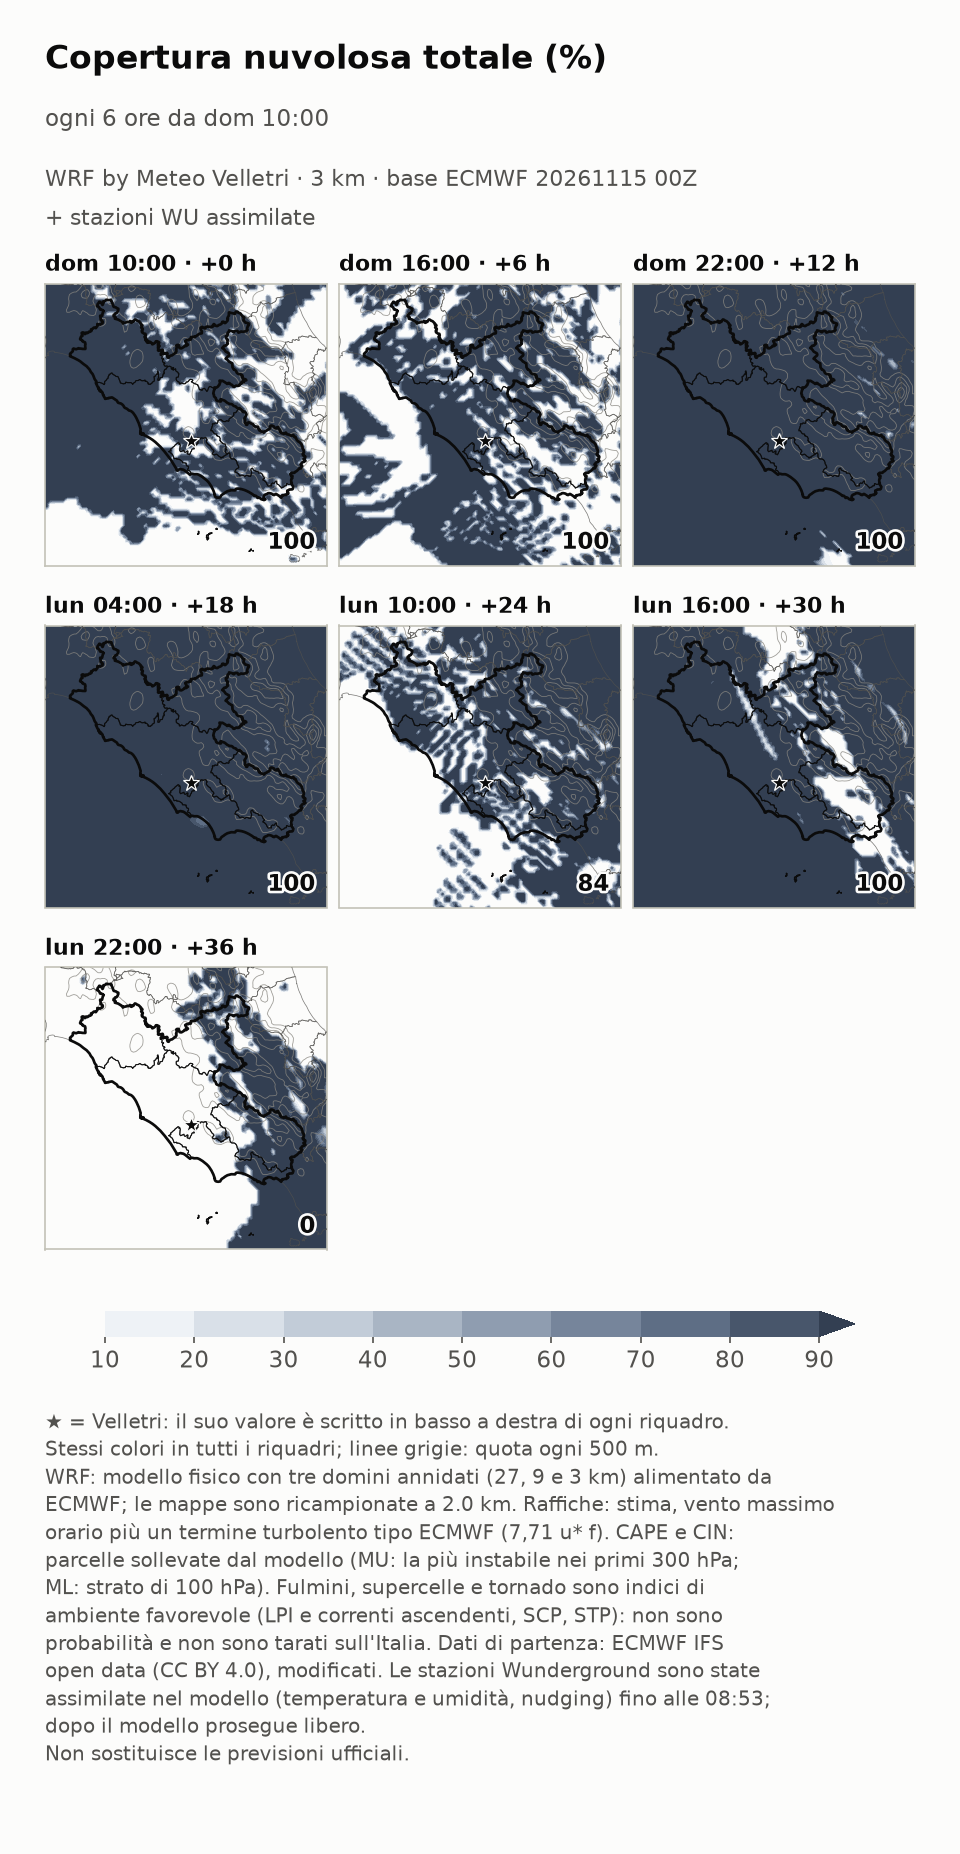 Copertura nuvolosa totale (%)
ogni 6 ore da dom 10:00
WRF by Meteo Velletri · 3 km · base ECMWF 20261115 00Z
+ stazioni WU assimilate
dom 10:00 · +0 h
dom 16:00 · +6 h
dom 22:00 · +12 h
100
100
100
lun 04:00 · +18 h
lun 10:00 · +24 h
lun 16:00 · +30 h
100
84
100
lun 22:00 · +36 h
0
10 20 30 40 50 60 70 80 90
★ = Velletri: il suo valore è scritto in basso a destra di ogni riquadro.
Stessi colori in tutti i riquadri; linee grigie: quota ogni 500 m.
WRF: modello fisico con tre domini annidati (27, 9 e 3 km) alimentato da
ECMWF; le mappe sono ricampionate a 2.0 km. Raffiche: stima, vento massimo
orario più un termine turbolento tipo ECMWF (7,71 u* f). CAPE e CIN:
parcelle sollevate dal modello (MU: la più instabile nei primi 300 hPa;
ML: strato di 100 hPa). Fulmini, supercelle e tornado sono indici di
ambiente favorevole (LPI e correnti ascendenti, SCP, STP): non sono
probabilità e non sono tarati sull'Italia. Dati di partenza: ECMWF IFS
open data (CC BY 4.0), modificati. Le stazioni Wunderground sono state
assimilate nel modello (temperatura e umidità, nudging) fino alle 08:53;
dopo il modello prosegue libero.
Non sostituisce le previsioni ufficiali.